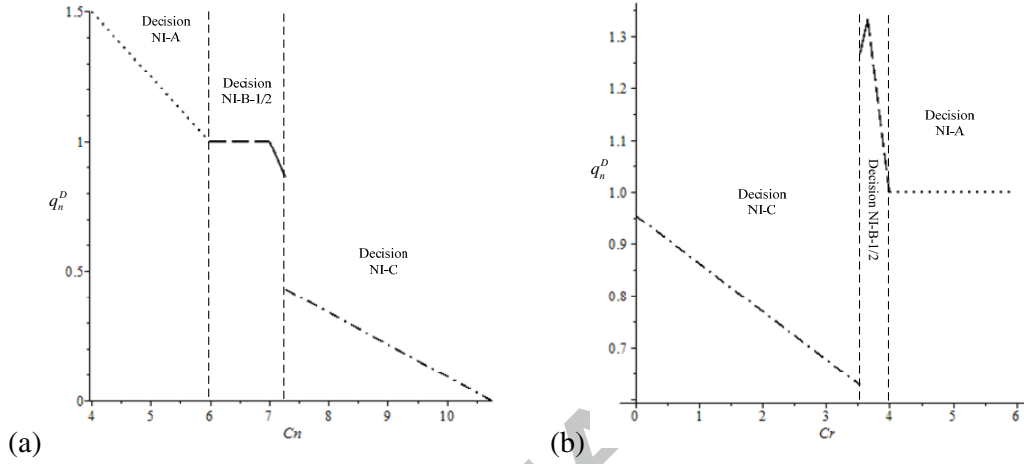 1.5
Decision
NI-A
Decision
NI-B-1/2
1
q_n^D
Decision
NI-C
0.5
0
4 5 6 7 8 9 10
Cn
(a)
1.3
1.2
1.1
Decision
NI-A
q_n^D
1.0
Decision
NI-C
Decision NI-B-1/2
0.9
0.8
0.7
0 1 2 3 4 5 6
Cr
(b)